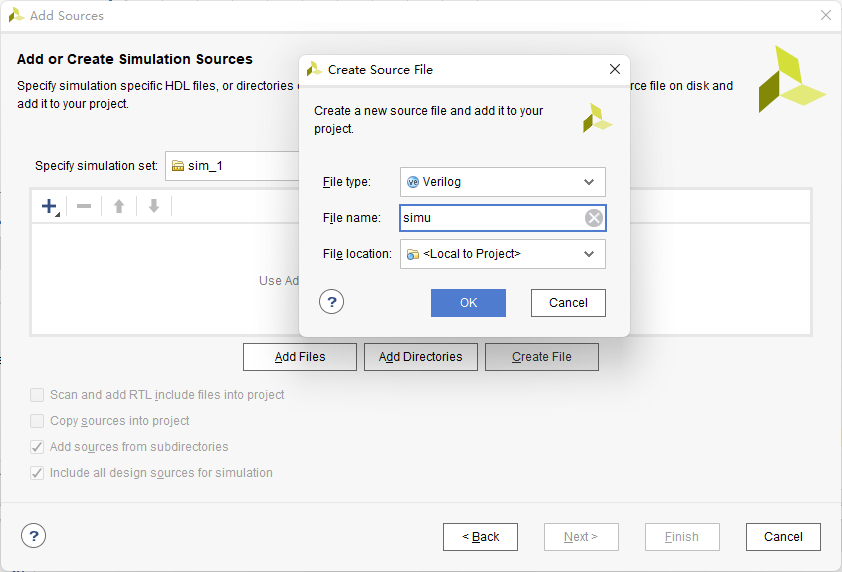 Add Sources
Add or Create Simulation Sources
Specify simulation specific HDL files, or directories
rce file on disk and
add it to your project.
Specify simulation set:
sim_1
Use Ad
Create Source File
Create a new source file and add it to your
project.
File type:
Verilog
File name:
simu
File location:
<Local to Project>
?
OK
Cancel
Add Files
Add Directories
Create File
Scan and add RTL include files into project
Copy sources into project
Add sources from subdirectories
Include all design sources for simulation
?
< Back
Next >
Finish
Cancel